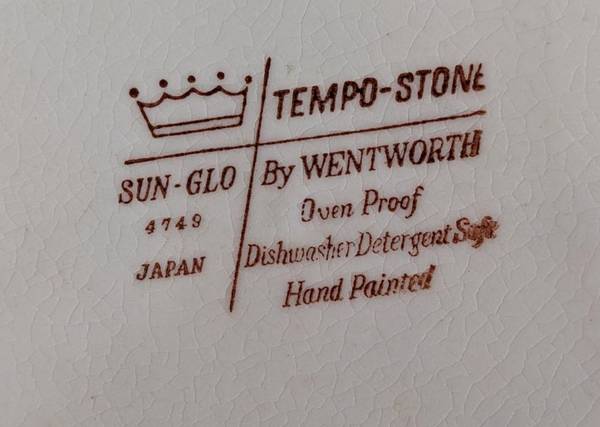 TEMPO-STONE
SUN-GLO
4749
JAPAN
By WENTWORTH
Oven Proof
Dishwasher Detergent Safe
Hand Painted